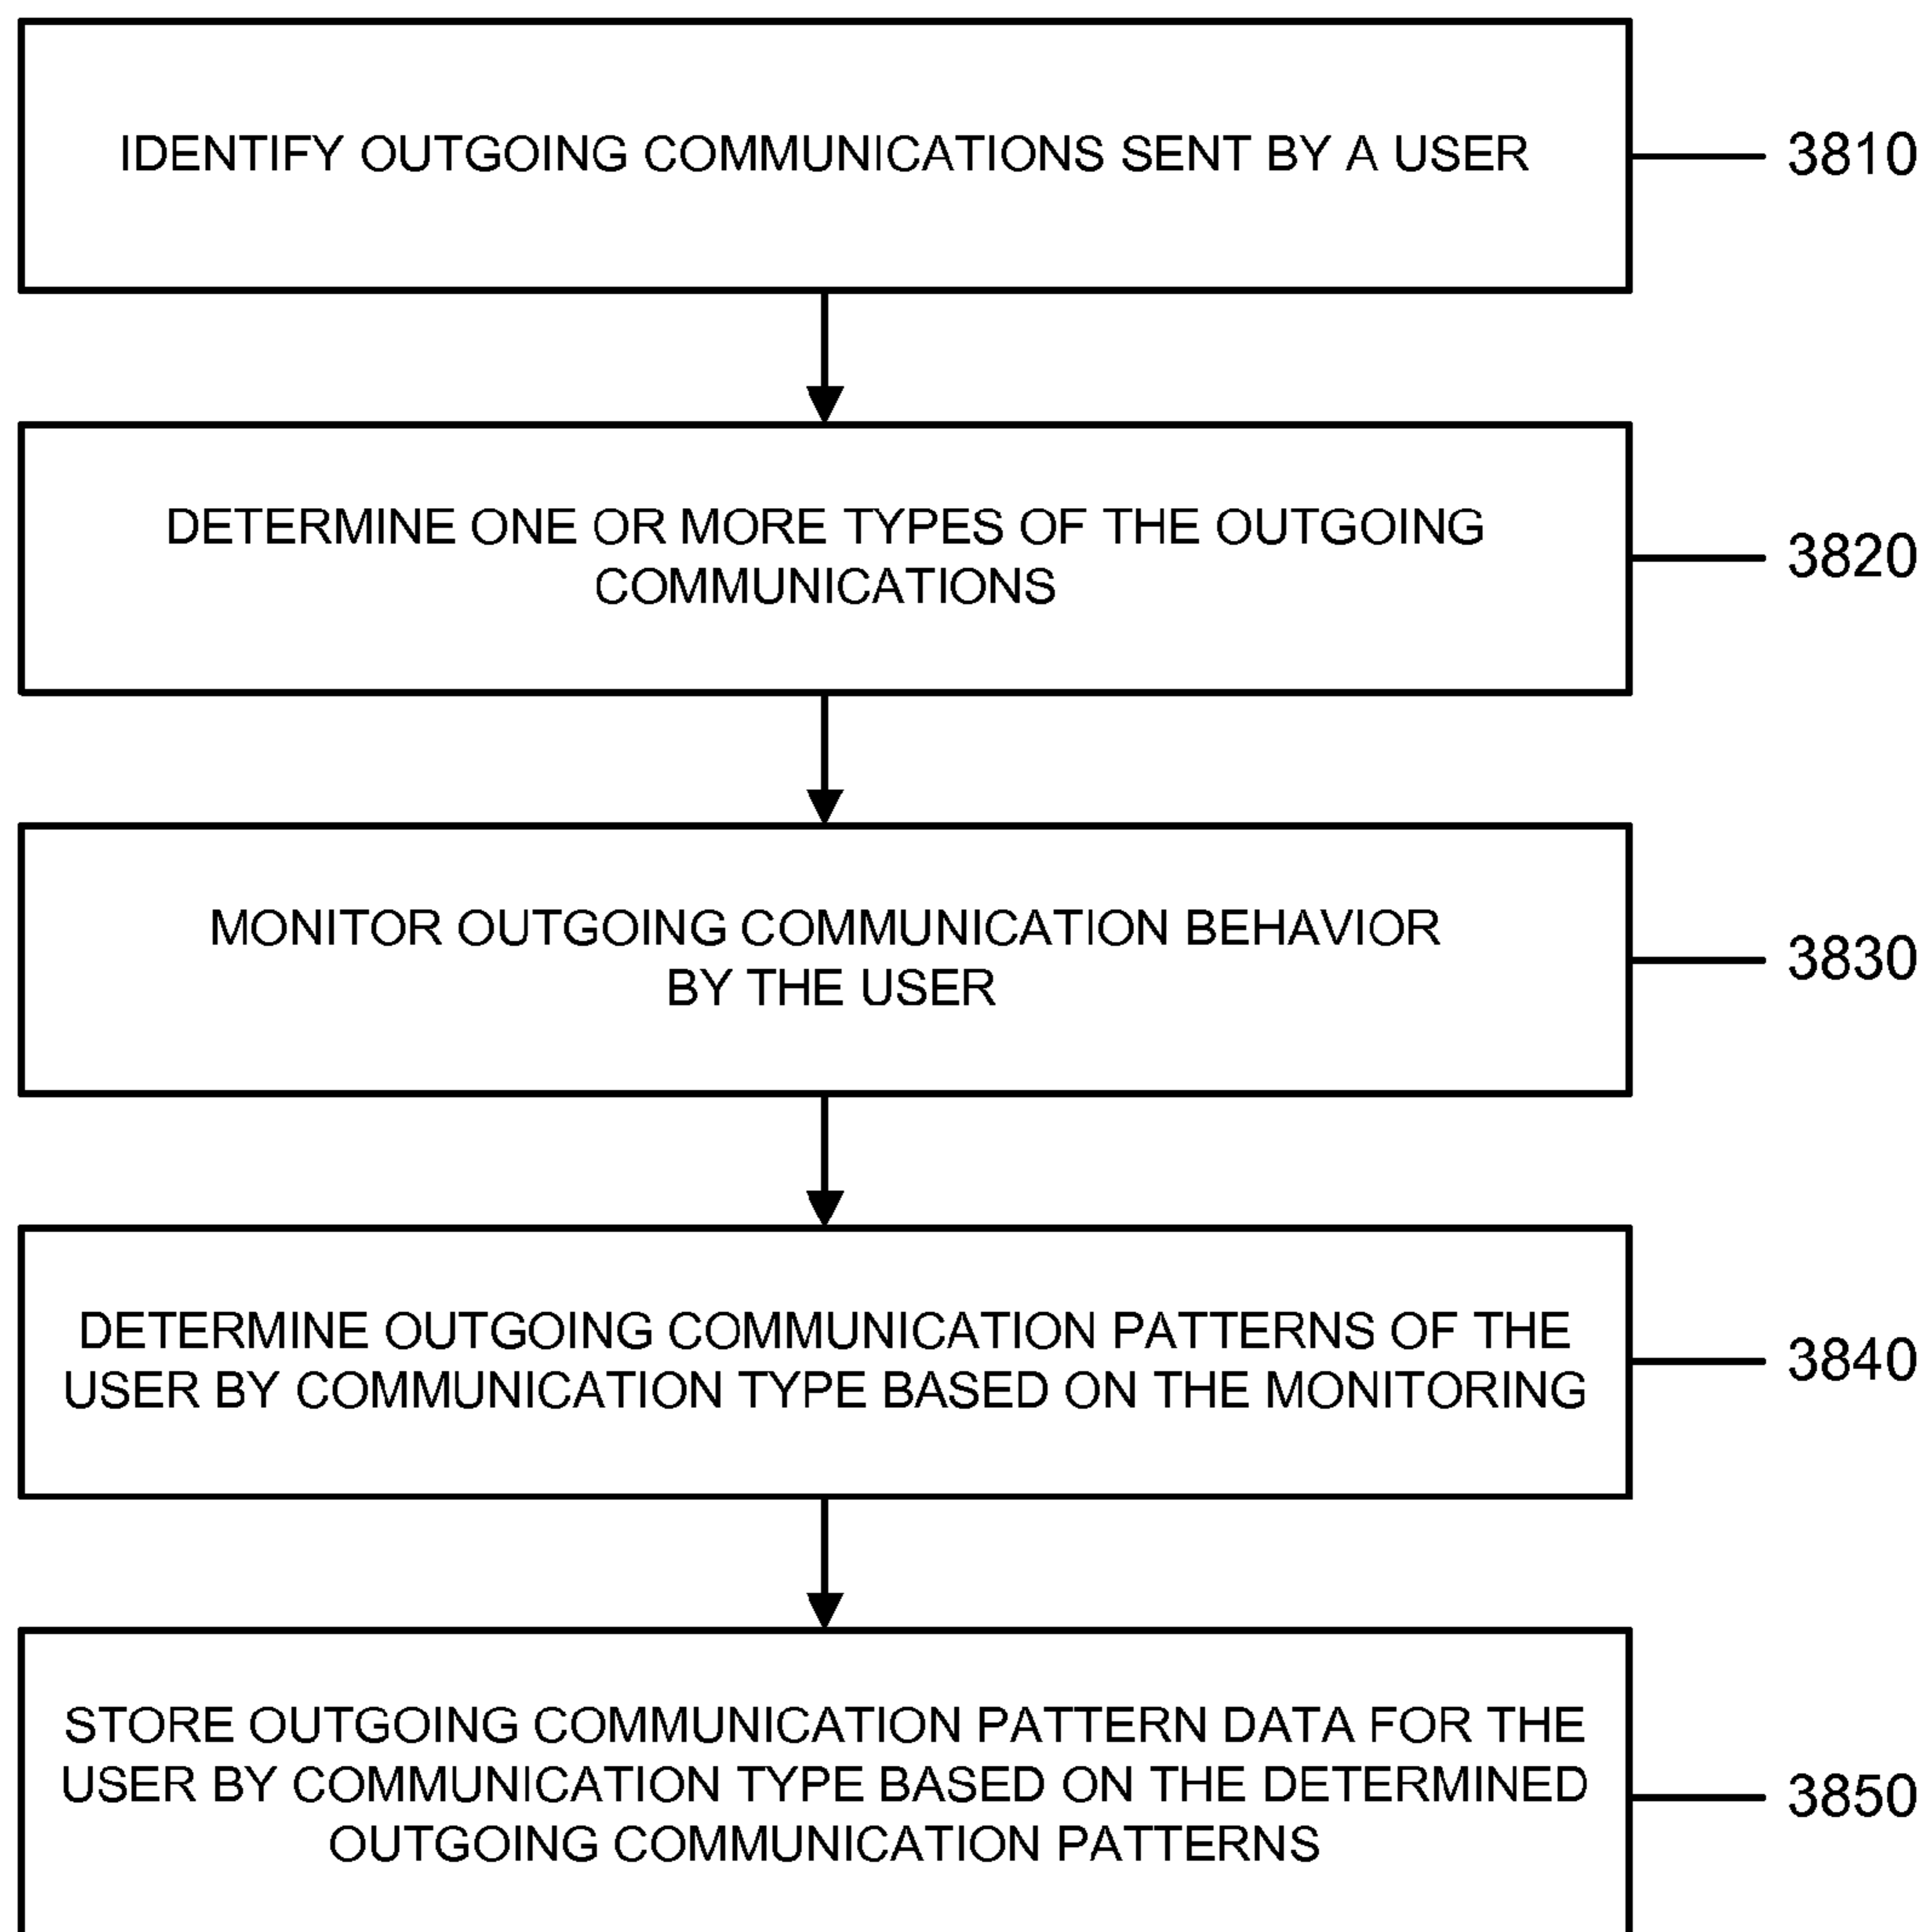 IDENTIFY OUTGOING COMMUNICATIONS SENT BY A USER
3810
DETERMINE ONE OR MORE TYPES OF THE OUTGOING
COMMUNICATIONS
3820
MONITOR OUTGOING COMMUNICATION BEHAVIOR
BY THE USER
3830
DETERMINE OUTGOING COMMUNICATION PATTERNS OF THE
USER BY COMMUNICATION TYPE BASED ON THE MONITORING
3840
STORE OUTGOING COMMUNICATION PATTERN DATA FOR THE
USER BY COMMUNICATION TYPE BASED ON THE DETERMINED
OUTGOING COMMUNICATION PATTERNS
3850